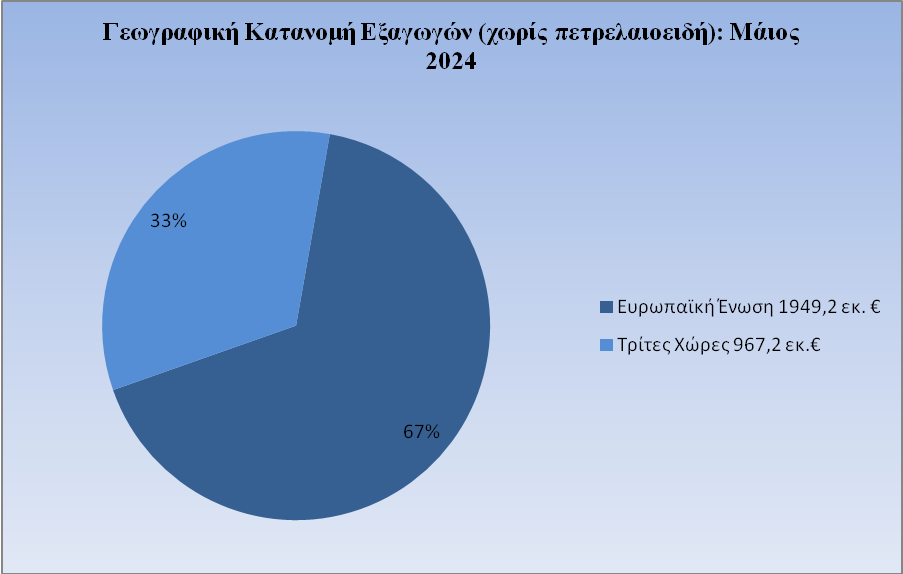 Γεωγραφική Κατανομή Εξαγωγών (χωρίς πετρελαιοειδή): Μάιος
2024
33%
Ευρωπαϊκή Ένωση 1949,2 εκ. €
Τρίτες Χώρες 967,2 εκ.€
67%